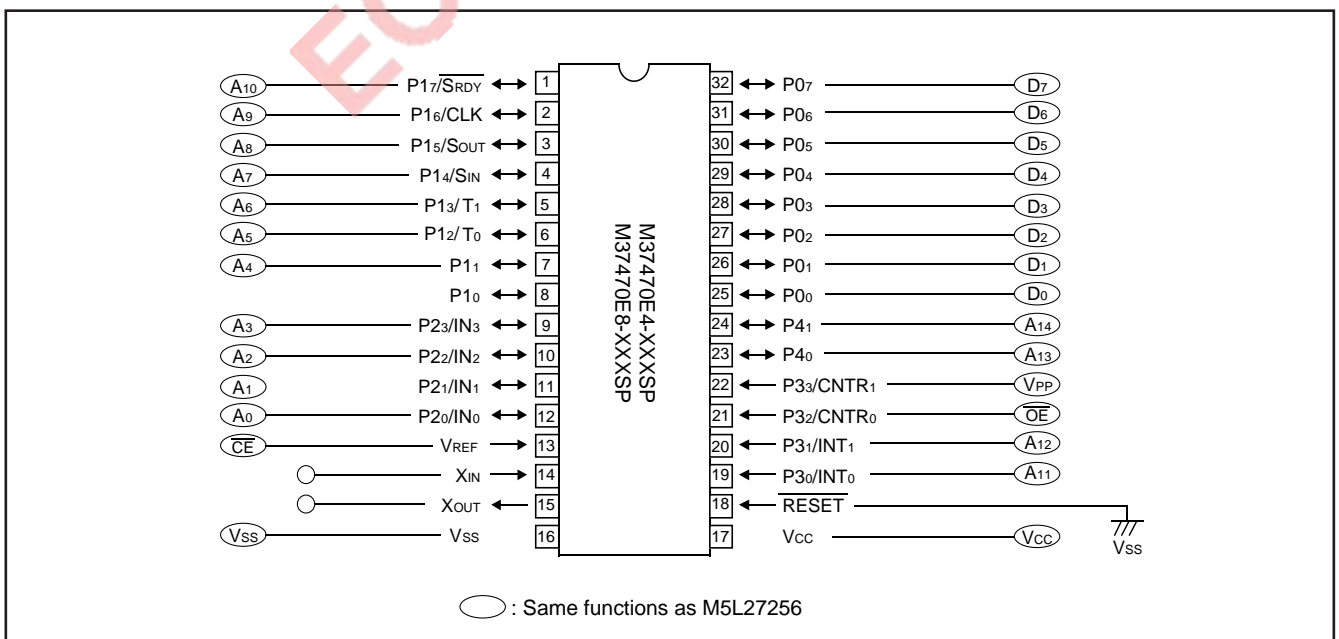 A10 P17/SRDY 1 32 P07 D7
A9 P16/CLK 2 31 P06 D6
A8 P15/SOUT 3 30 P05 D5
A7 P14/SIN 4 29 P04 D4
A6 P13/T1 5 28 P03 D3
A5 P12/T0 6 27 P02 D2
A4 P11 7 26 P01 D1
P10 8 25 P00 D0
A3 P23/IN3 9 24 P41 A14
A2 P22/IN2 10 23 P40 A13
A1 P21/IN1 11 22 P33/CNTR1 VPP
A0 P20/IN0 12 21 P32/CNTR0 OE
CE VREF 13 20 P31/INT1 A12
XIN 14 19 P30/INT0 A11
XOUT 15 18 RESET
VSS VSS 16 17 VCC VCC
VSS
M37470E4-XXXSP
M37470E8-XXXSP
: Same functions as M5L27256